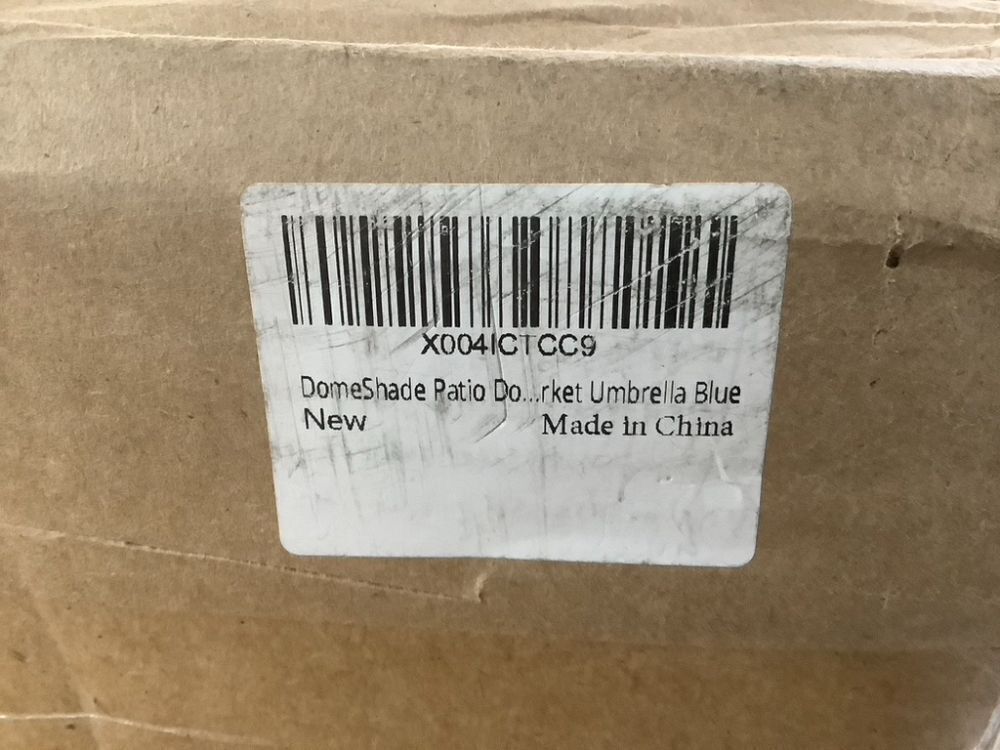 X004ICTCC9
DomeShade Patio Do...rket Umbrella Blue
New Made in China